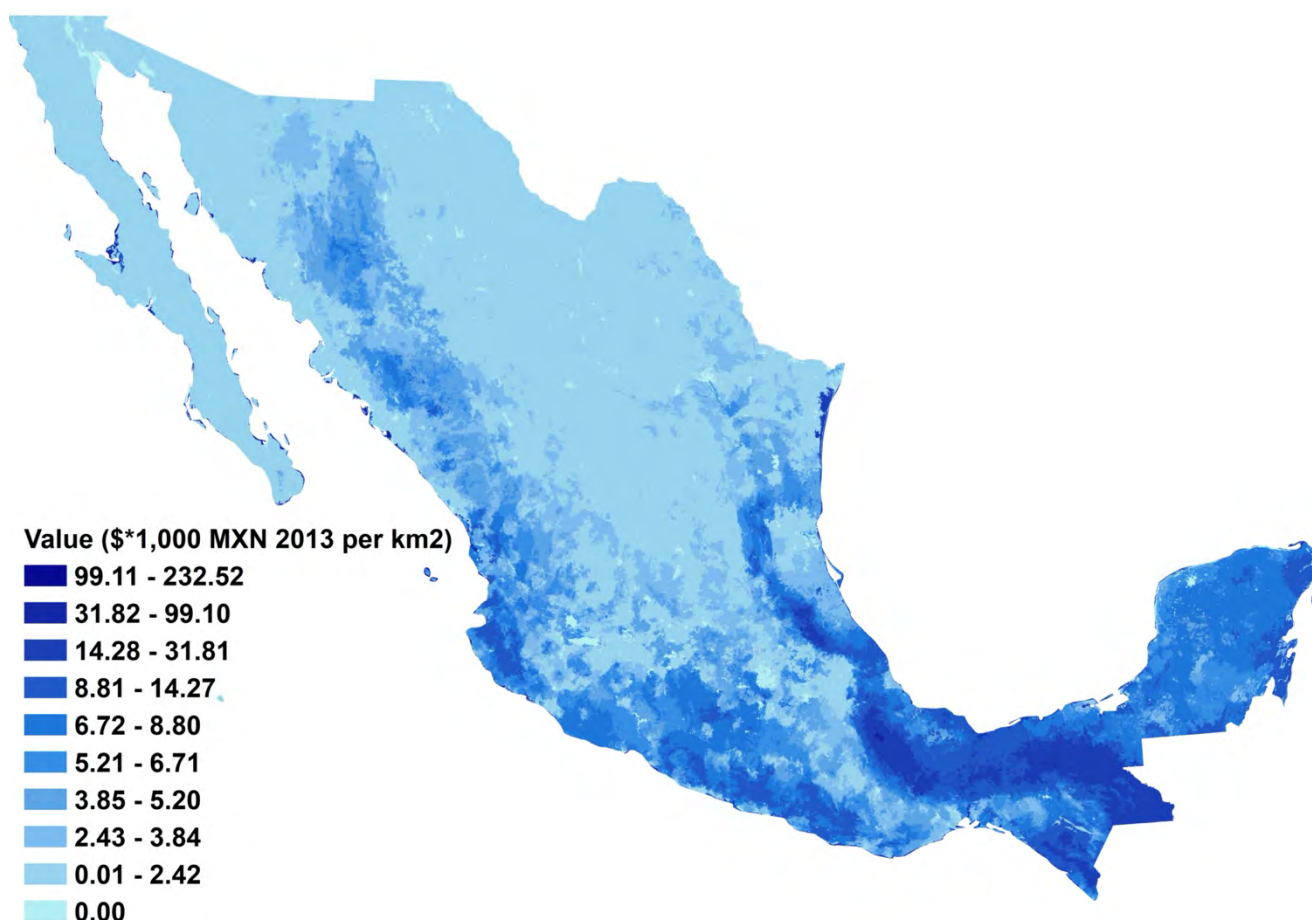 Value ($*1,000 MXN 2013 per km2)
99.11 - 232.52
31.82 - 99.10
14.28 - 31.81
8.81 - 14.27
6.72 - 8.80
5.21 - 6.71
3.85 - 5.20
2.43 - 3.84
0.01 - 2.42
0.00